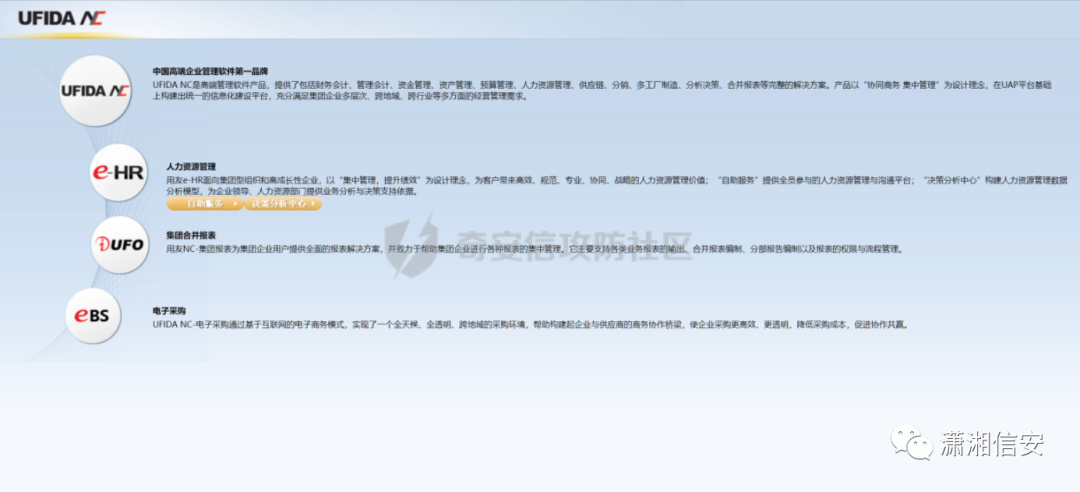 UFIDA NC
UFIDA NC
中国高端企业管理软件第一品牌
UFIDA NC是高端管理软件产品，提供了包括财务会计、管理会计、资金管理、资产管理、预算管理、人力资源管理、供应链、分销、多工厂制造、分析决策、合并报表等完整的解决方案。产品以“协同商务 集中管理”为设计理念，在UAP平台基础
上构建出统一的信息化建设平台，充分满足集团企业多层次、跨地域、跨行业等多方面的经营管理需求。
e-HR
人力资源管理
用友e-HR面向集团型组织和高成长性企业，以“集中管理，提升绩效”为设计理念，为客户带来高效、规范、专业、协同、战略的人力资源管理价值；“自助服务”提供全员参与的人力资源管理与沟通平台；“决策分析中心”构建人力资源管理数据
分析模型，为企业领导、人力资源部门提供业务分析与决策支持依据。
自助服务
决策分析中心
iUFO
集团合并报表
用友NC-集团报表为集团企业用户提供全面的报表解决方案，并致力于帮助集团企业进行各种报表的集中管理。它主要支持各类业务报表的输出、合并报表编制、分部报告编制以及报表的权限与流程管理。
奇安信攻防社区
eBS
电子采购
UFIDA NC-电子采购通过基于互联网的电子商务模式，实现了一个全天候、全透明、跨地域的采购环境，帮助构建起企业与供应商的商务协作桥梁，使企业采购更高效、更透明，降低采购成本，促进协作共赢。
潇湘信安